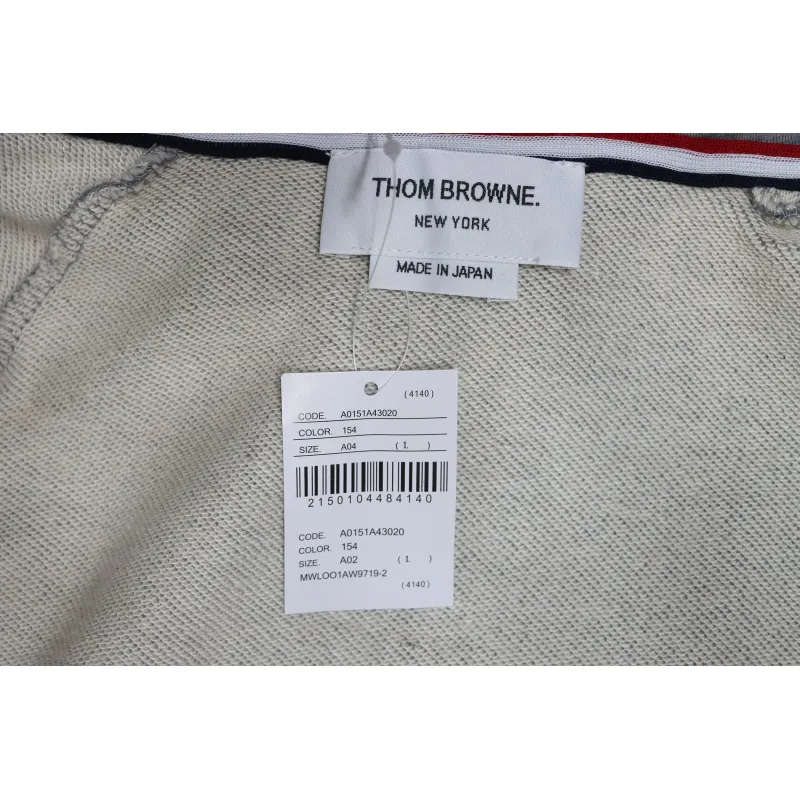 THOM BROWNE.
NEW YORK
MADE IN JAPAN
(4140)
CODE. A0151A43020
COLOR. 154
SIZE. A04 (1. )
2150104484140
CODE. A0151A43020
COLOR. 154
SIZE. A02 (1. )
MWLOO1AW9719-2
(4140)